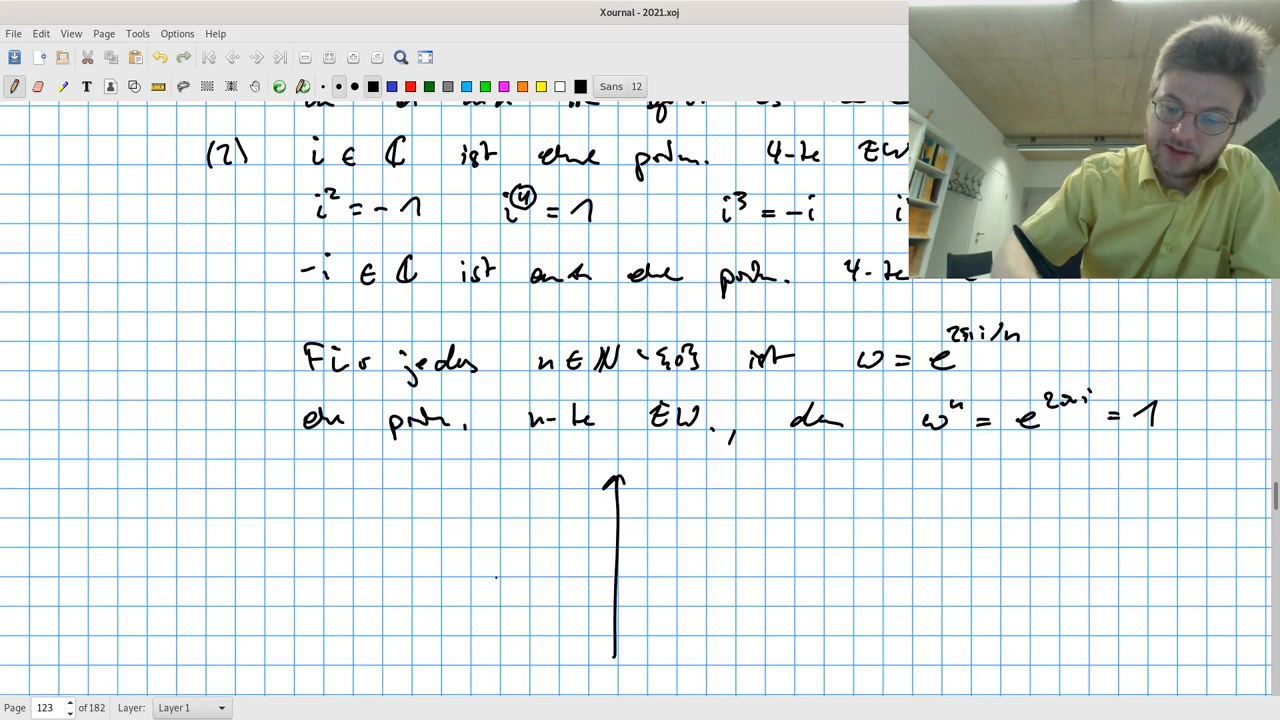 Xournal - 2021.xoj
File Edit View Page Tools Options Help
Sans 12
(2) i ∈ ℂ ist eine prim. 4-te EW
i² = -1 i⁴ = 1 i³ = -i i
-i ∈ ℂ ist auch eine prim. 4-te
Für jedes n ∈ ℕ \ {0} ist ω = e^{2πi/n}
eine prim. n-te EW., denn ωⁿ = e^{2πi} = 1
Page 123 of 182 Layer: Layer 1